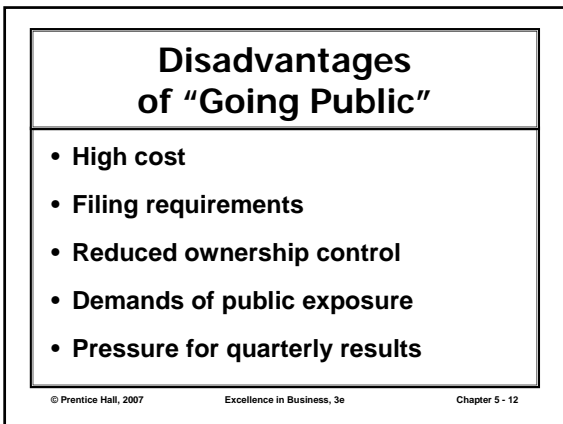 Disadvantages
of “Going Public”
• High cost
• Filing requirements
• Reduced ownership control
• Demands of public exposure
• Pressure for quarterly results
© Prentice Hall, 2007 Excellence in Business, 3e Chapter 5 - 12